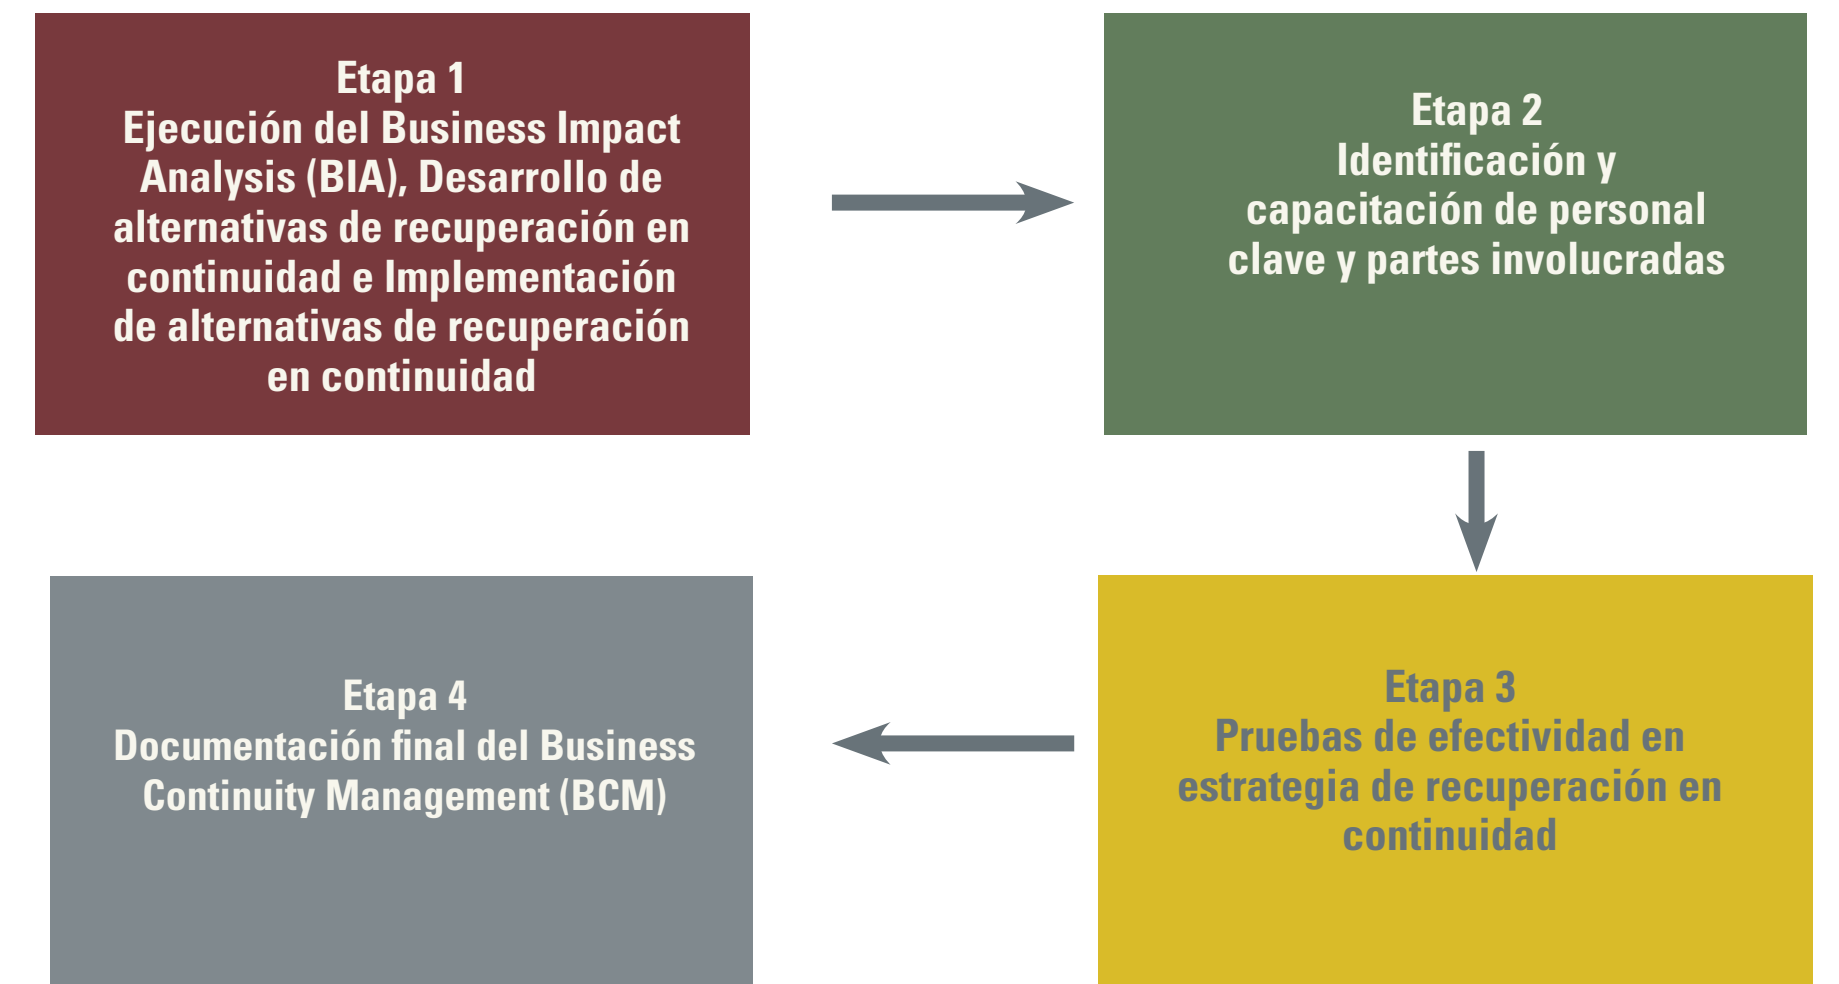 Etapa 1
Ejecución del Business Impact
Analysis (BIA), Desarrollo de
alternativas de recuperación en
continuidad e Implementación
de alternativas de recuperación
en continuidad
Etapa 2
Identificación y
capacitación de personal
clave y partes involucradas
Etapa 3
Pruebas de efectividad en
estrategia de recuperación en
continuidad
Etapa 4
Documentación final del Business
Continuity Management (BCM)